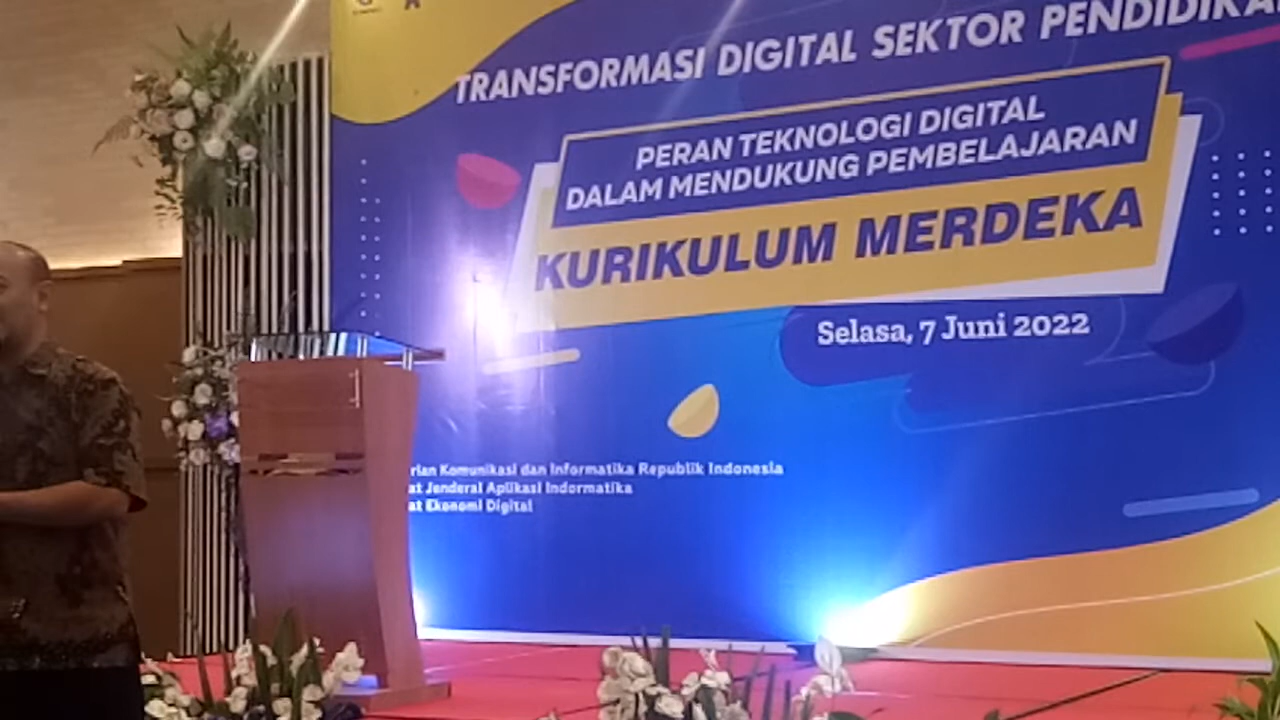 TRANSFORMASI DIGITAL SEKTOR PENDIDIKA
PERAN TEKNOLOGI DIGITAL
DALAM MENDUKUNG PEMBELAJARAN
KURIKULUM MERDEKA
Selasa, 7 Juni 2022
rian Komunikasi dan Informatika Republik Indonesia
at Jenderal Aplikasi Indormatika
at Ekonomi Digital